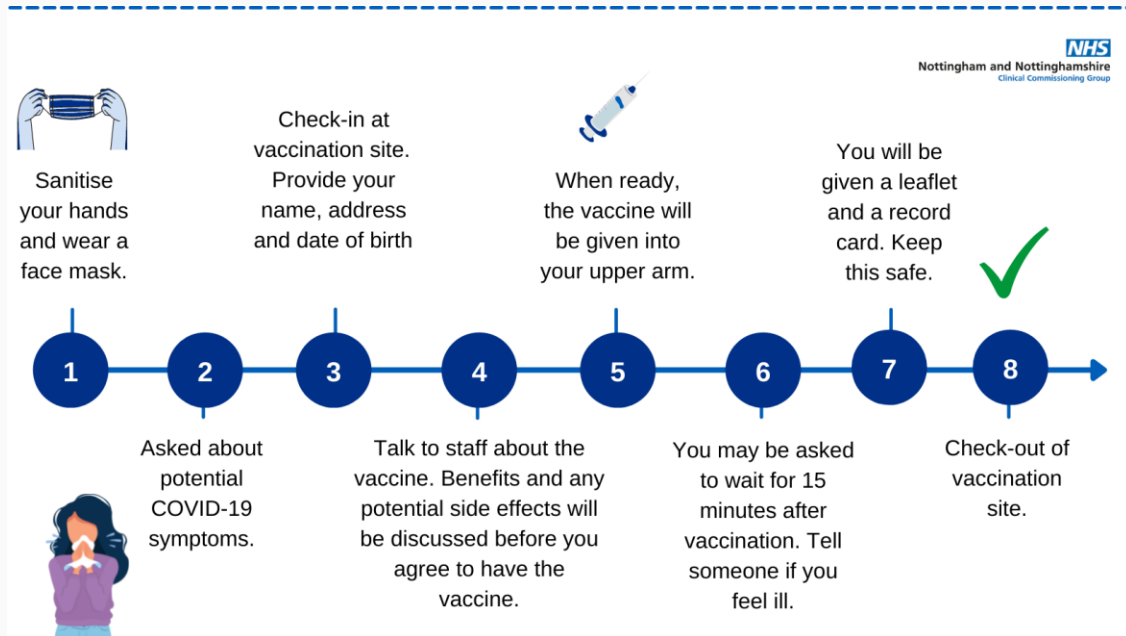 NHS
Nottingham and Nottinghamshire
Clinical Commissioning Group
Sanitise
your hands
and wear a
face mask.
1
Asked about
potential
COVID-19
symptoms.
2
Check-in at
vaccination site.
Provide your
name, address
and date of birth
3
Talk to staff about the
vaccine. Benefits and any
potential side effects will
be discussed before you
agree to have the
vaccine.
4
When ready,
the vaccine will
be given into
your upper arm.
5
You may be asked
to wait for 15
minutes after
vaccination. Tell
someone if you
feel ill.
6
You will be
given a leaflet
and a record
card. Keep
this safe.
7
Check-out of
vaccination
site.
8